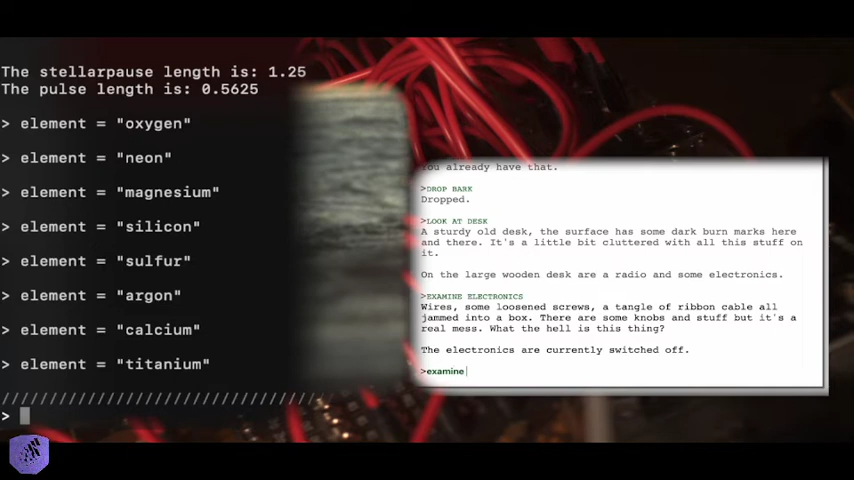 The stellarpause length is: 1.25
The pulse length is: 0.5625
> element = "oxygen"
> element = "neon"
> element = "magnesium"
> element = "silicon"
> element = "sulfur"
> element = "argon"
> element = "calcium"
> element = "titanium"
//////////////////////////////////
>
You already have that.
>DROP BARK
Dropped.
>LOOK AT DESK
A sturdy old desk, the surface has some dark burn marks here
and there. It's a little bit cluttered with all this stuff on
it.
On the large wooden desk are a radio and some electronics.
>EXAMINE ELECTRONICS
Wires, some loosened screws, a tangle of ribbon cable all
jammed into a box. There are some knobs and stuff but it's a
real mess. What the hell is this thing?
The electronics are currently switched off.
>examine